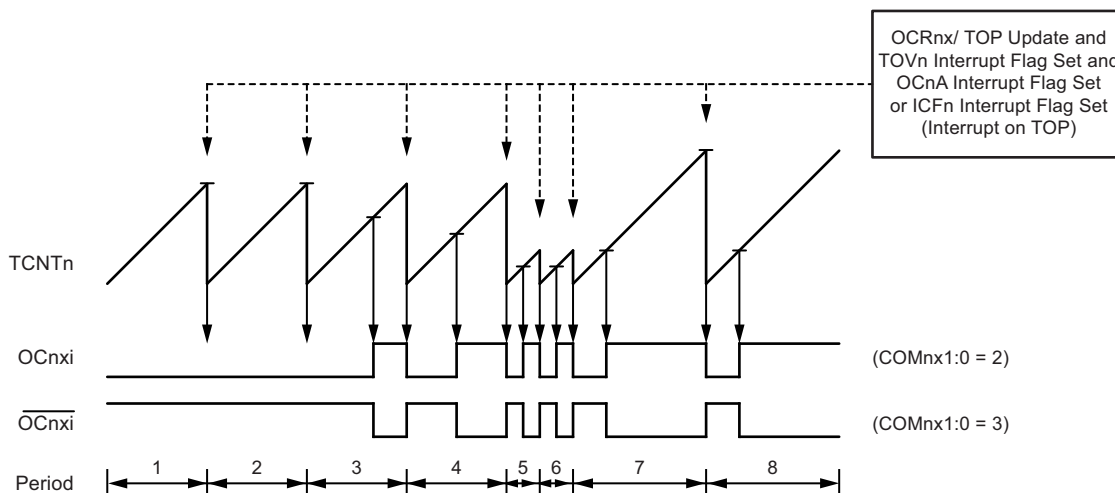 OCRnx/ TOP Update and
TOVn Interrupt Flag Set and
OCnA Interrupt Flag Set
or ICFn Interrupt Flag Set
(Interrupt on TOP)
TCNTn
OCnxi (COMnx1:0 = 2)
OCnxi (COMnx1:0 = 3)
Period 1 2 3 4 5 6 7 8